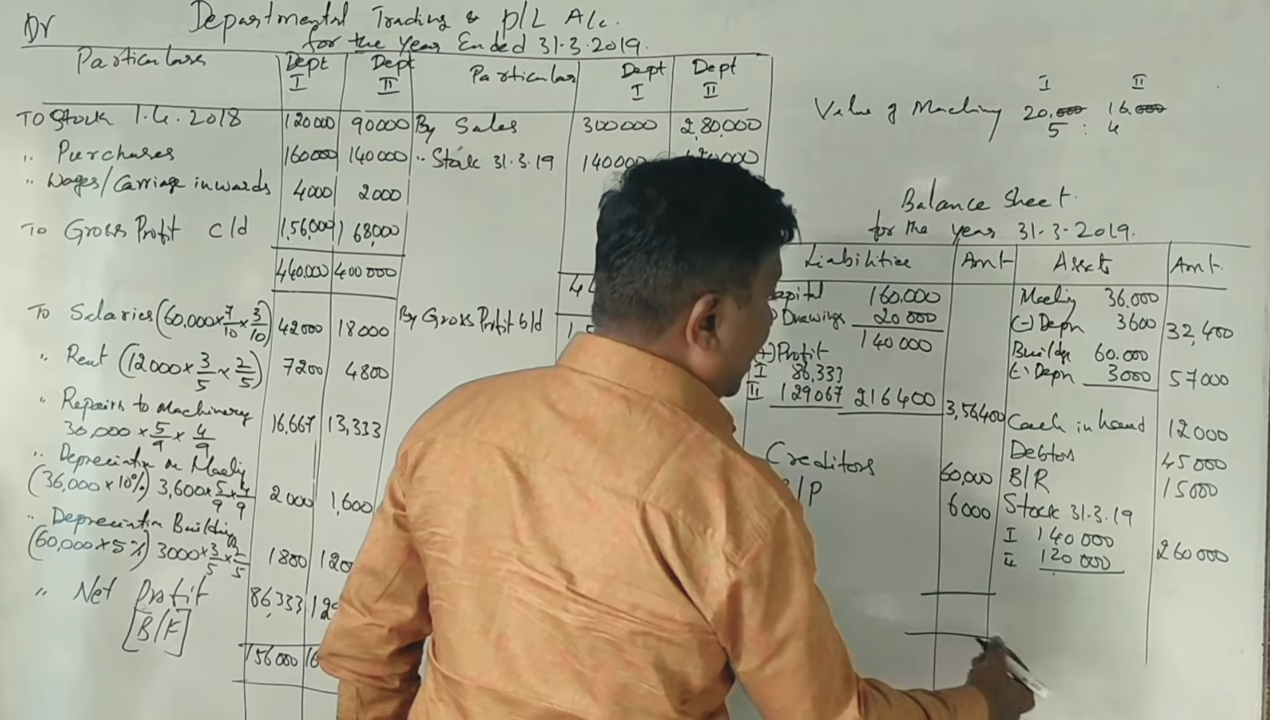 Dr
Departmental Trading & P/L A/c.
for the Year Ended 31.3.2019.
Particulars Dept I Dept II Particular Dept I Dept II
To Stock 1.4.2018 120000 90000 By Sales 300000 2,80,000
" Purchases 160000 140000 " Stock 31.3.19 140000
" Wages/Carriage inwards 4000 2000
To Gross Profit c/d 1,56,000 168,000
440,000 400000
To Salaries (60,000 x 7/10 x 3/10) 42000 18000 By Gross Profit b/d
" Rent (12000 x 3/5 x 2/5) 7200 4800
" Repairs to Machinery
30,000 x 5/9 x 4/9 16,667 13,333
" Depreciation on Machy
(36,000 x 10%) 3,600 x 5/9 x 4/9 2000 1,600
" Depreciation Building
(60,000 x 5%) 3000 x 3/5 x 2/5 1800
" Net Profit 86,333
[B/F]
156000
I II
Value of Machinery 20,000 16,000
5 : 4
Balance Sheet
for the year 31.3.2019.
Liabilities Amt Assets Amt.
160,000
Drawings 20000
140000
(+) Profit
I 86,333
II 129067 216400 3,56,400
Creditors 60,000
6000
Machy 36,000
(-) Depn 3600 32,400
Buildg 60,000
(-) Depn 3000 57000
Cash in hand 12000
Debtors 45000
B/R 15000
Stock 31.3.19
I 140000
II 120000 260000